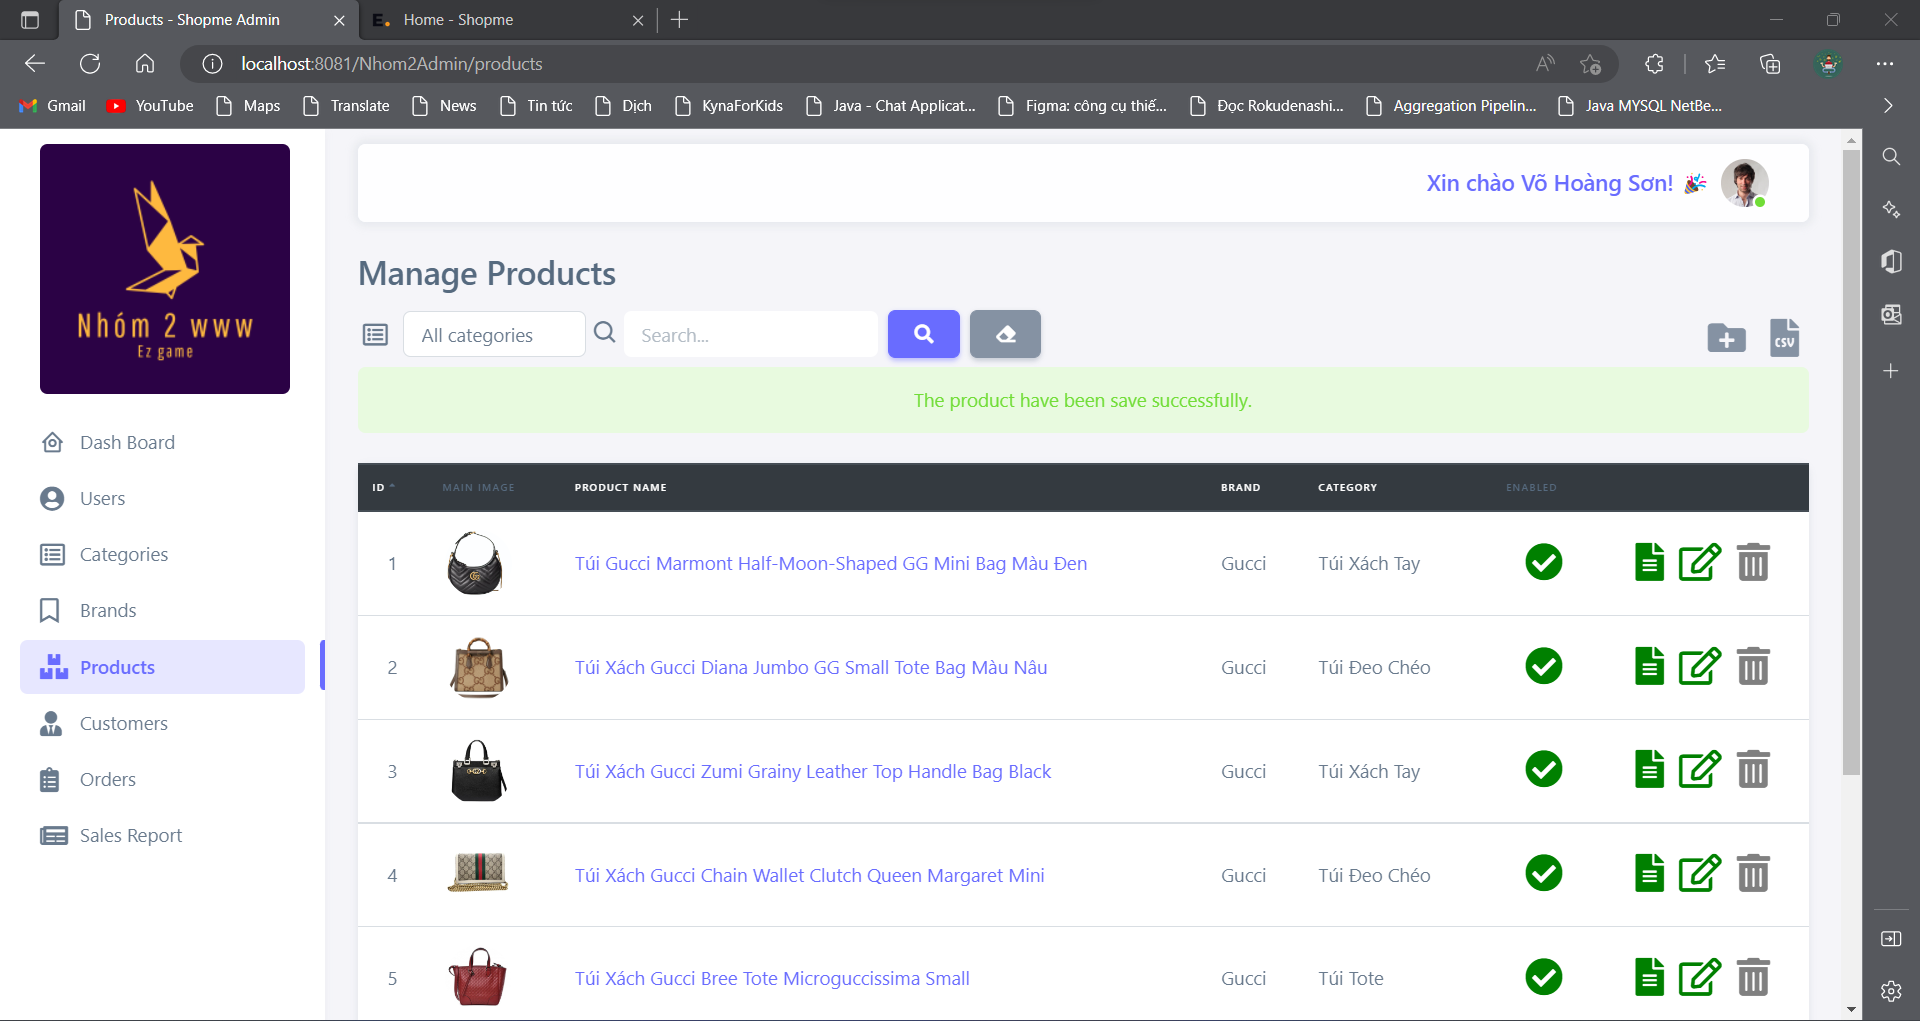 Products - Shopme Admin
E. Home - Shopme
localhost:8081/Nhom2Admin/products
Gmail YouTube Maps Translate News Tin tức Dịch KynaForKids Java - Chat Applicat... Figma: công cụ thiế... Đọc Rokudenashi... Aggregation Pipelin... Java MYSQL NetBe...
Nhóm 2 www
Ez game
Xin chào Võ Hoàng Sơn!
Manage Products
All categories Search... CSV
The product have been save successfully.
Dash Board
Users
Categories
Brands
Products
Customers
Orders
Sales Report
ID MAIN IMAGE PRODUCT NAME BRAND CATEGORY ENABLED
1 Túi Gucci Marmont Half-Moon-Shaped GG Mini Bag Màu Đen Gucci Túi Xách Tay
2 Túi Xách Gucci Diana Jumbo GG Small Tote Bag Màu Nâu Gucci Túi Đeo Chéo
3 Túi Xách Gucci Zumi Grainy Leather Top Handle Bag Black Gucci Túi Xách Tay
4 Túi Xách Gucci Chain Wallet Clutch Queen Margaret Mini Gucci Túi Đeo Chéo
5 Túi Xách Gucci Bree Tote Microguccissima Small Gucci Túi Tote